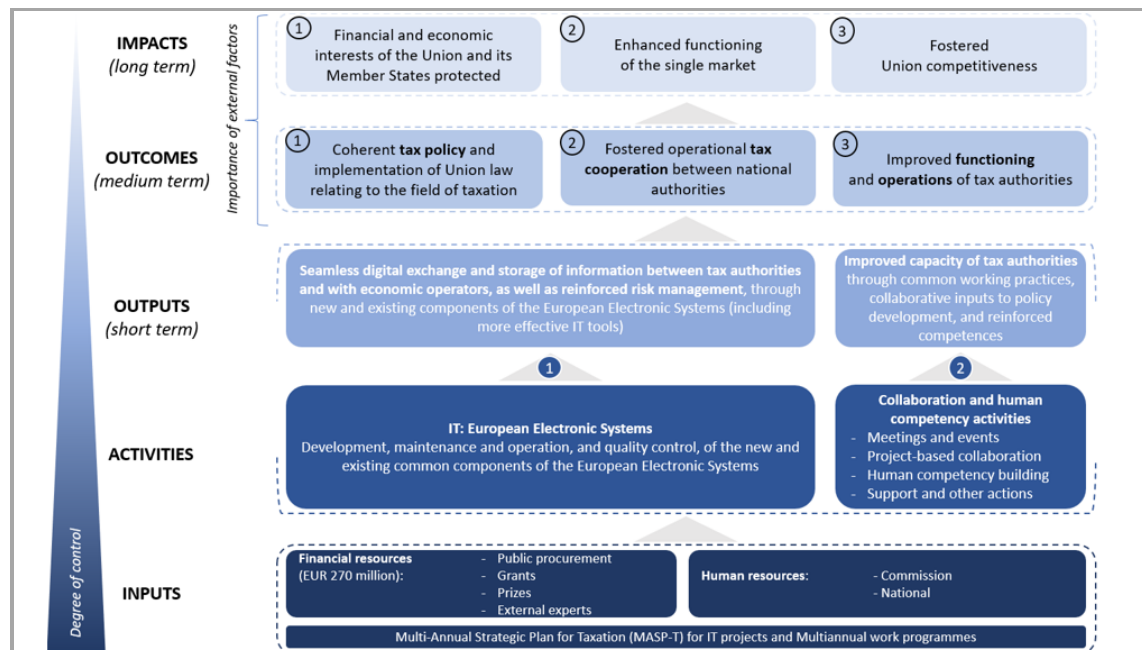 IMPACTS
(long term)
Importance of external factors
1
Financial and economic
interests of the Union and its
Member States protected
2
Enhanced functioning
of the single market
3
Fostered
Union competitiveness
OUTCOMES
(medium term)
1
Coherent tax policy and
implementation of Union law
relating to the field of taxation
2
Fostered operational tax
cooperation between national
authorities
3
Improved functioning
and operations of tax authorities
OUTPUTS
(short term)
Seamless digital exchange and storage of information between tax authorities
and with economic operators, as well as reinforced risk management, through
new and existing components of the European Electronic Systems (including
more effective IT tools)
Improved capacity of tax authorities
through common working practices,
collaborative inputs to policy
development, and reinforced
competences
1
2
ACTIVITIES
IT: European Electronic Systems
Development, maintenance and operation, and quality control, of the new and
existing common components of the European Electronic Systems
Collaboration and human
competency activities
- Meetings and events
- Project-based collaboration
- Human competency building
- Support and other actions
Degree of control
INPUTS
Financial resources
(EUR 270 million):
- Public procurement
- Grants
- Prizes
- External experts
Human resources:
- Commission
- National
Multi-Annual Strategic Plan for Taxation (MASP-T) for IT projects and Multiannual work programmes